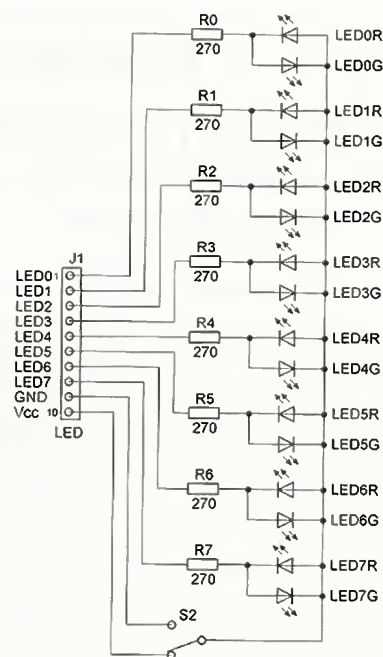 R0
270
LED0R
LED0G
R1
270
LED1R
LED1G
R2
270
LED2R
LED2G
R3
270
LED3R
LED3G
R4
270
LED4R
LED4G
R5
270
LED5R
LED5G
R6
270
LED6R
LED6G
R7
270
LED7R
LED7G
J1
LED0 1
LED1
LED2
LED3
LED4
LED5
LED6
LED7
GND
Vcc 10
LED
S2